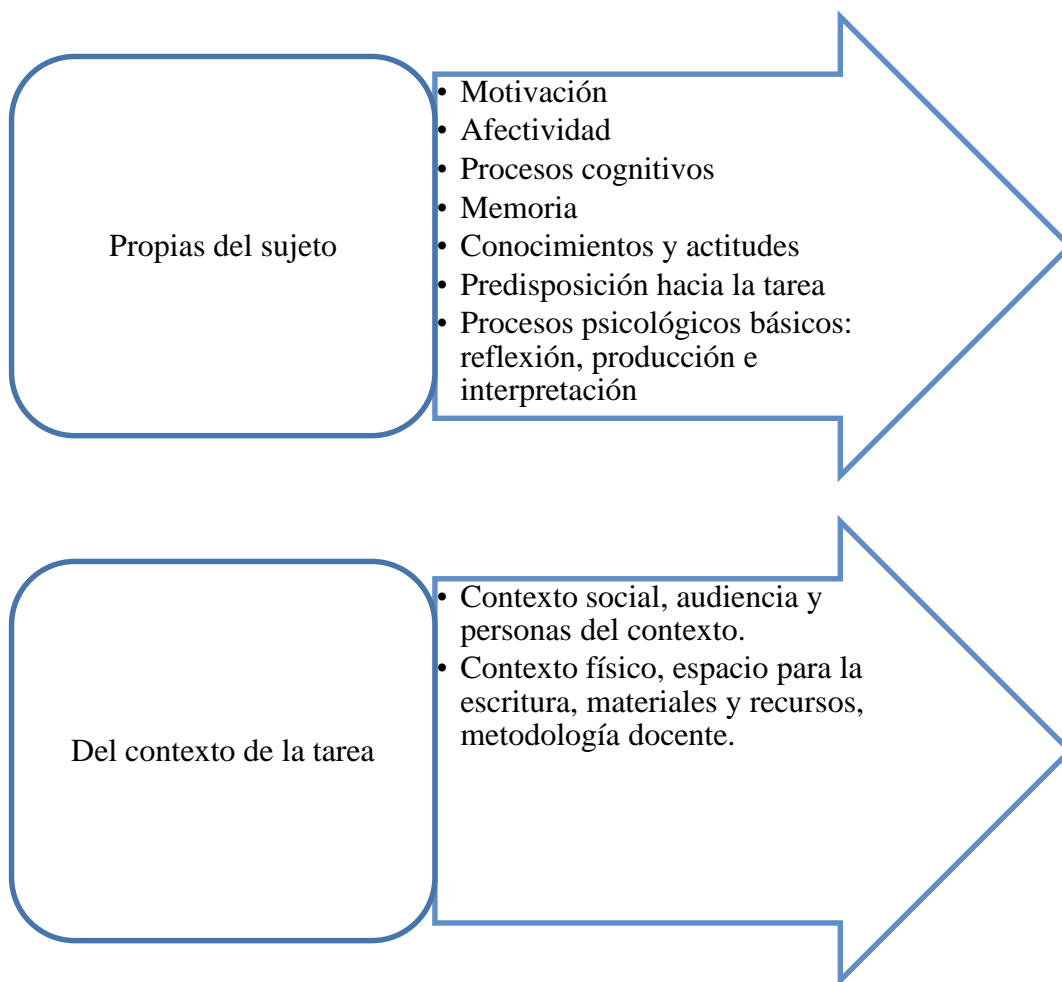 Propias del sujeto
• Motivación
• Afectividad
• Procesos cognitivos
• Memoria
• Conocimientos y actitudes
• Predisposición hacia la tarea
• Procesos psicológicos básicos:
reflexión, producción e
interpretación
Del contexto de la tarea
• Contexto social, audiencia y
personas del contexto.
• Contexto físico, espacio para la
escritura, materiales y recursos,
metodología docente.